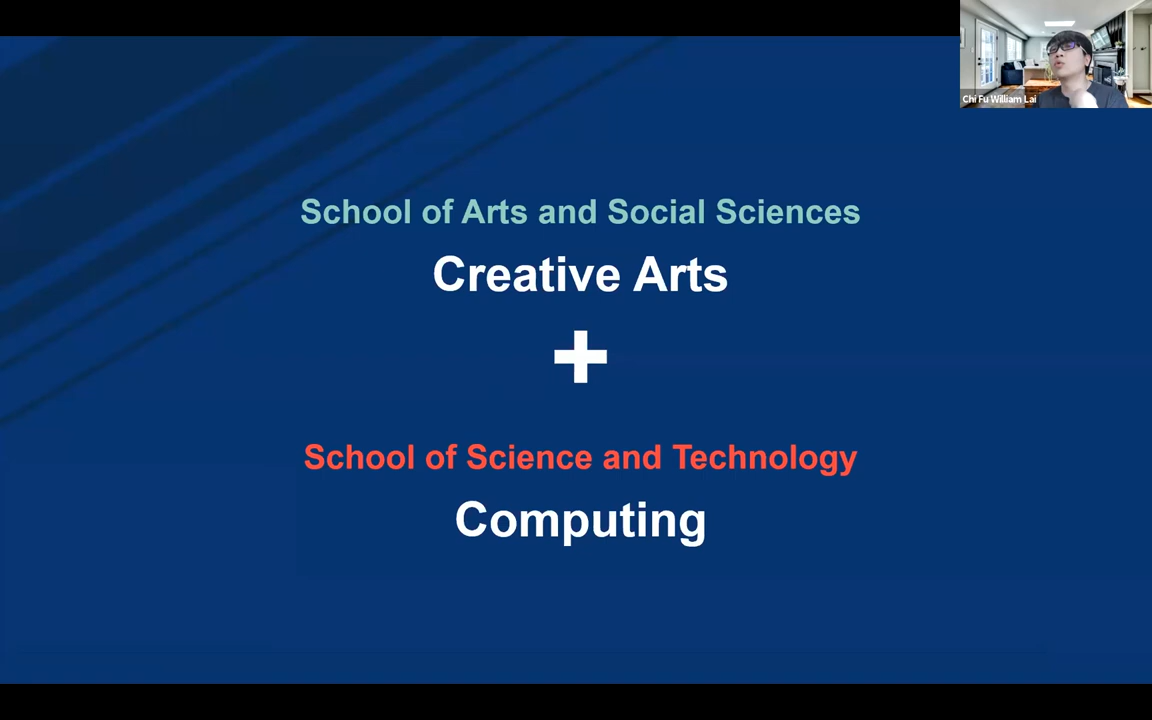 Chi Fu William Lai
School of Arts and Social Sciences
Creative Arts
+
School of Science and Technology
Computing